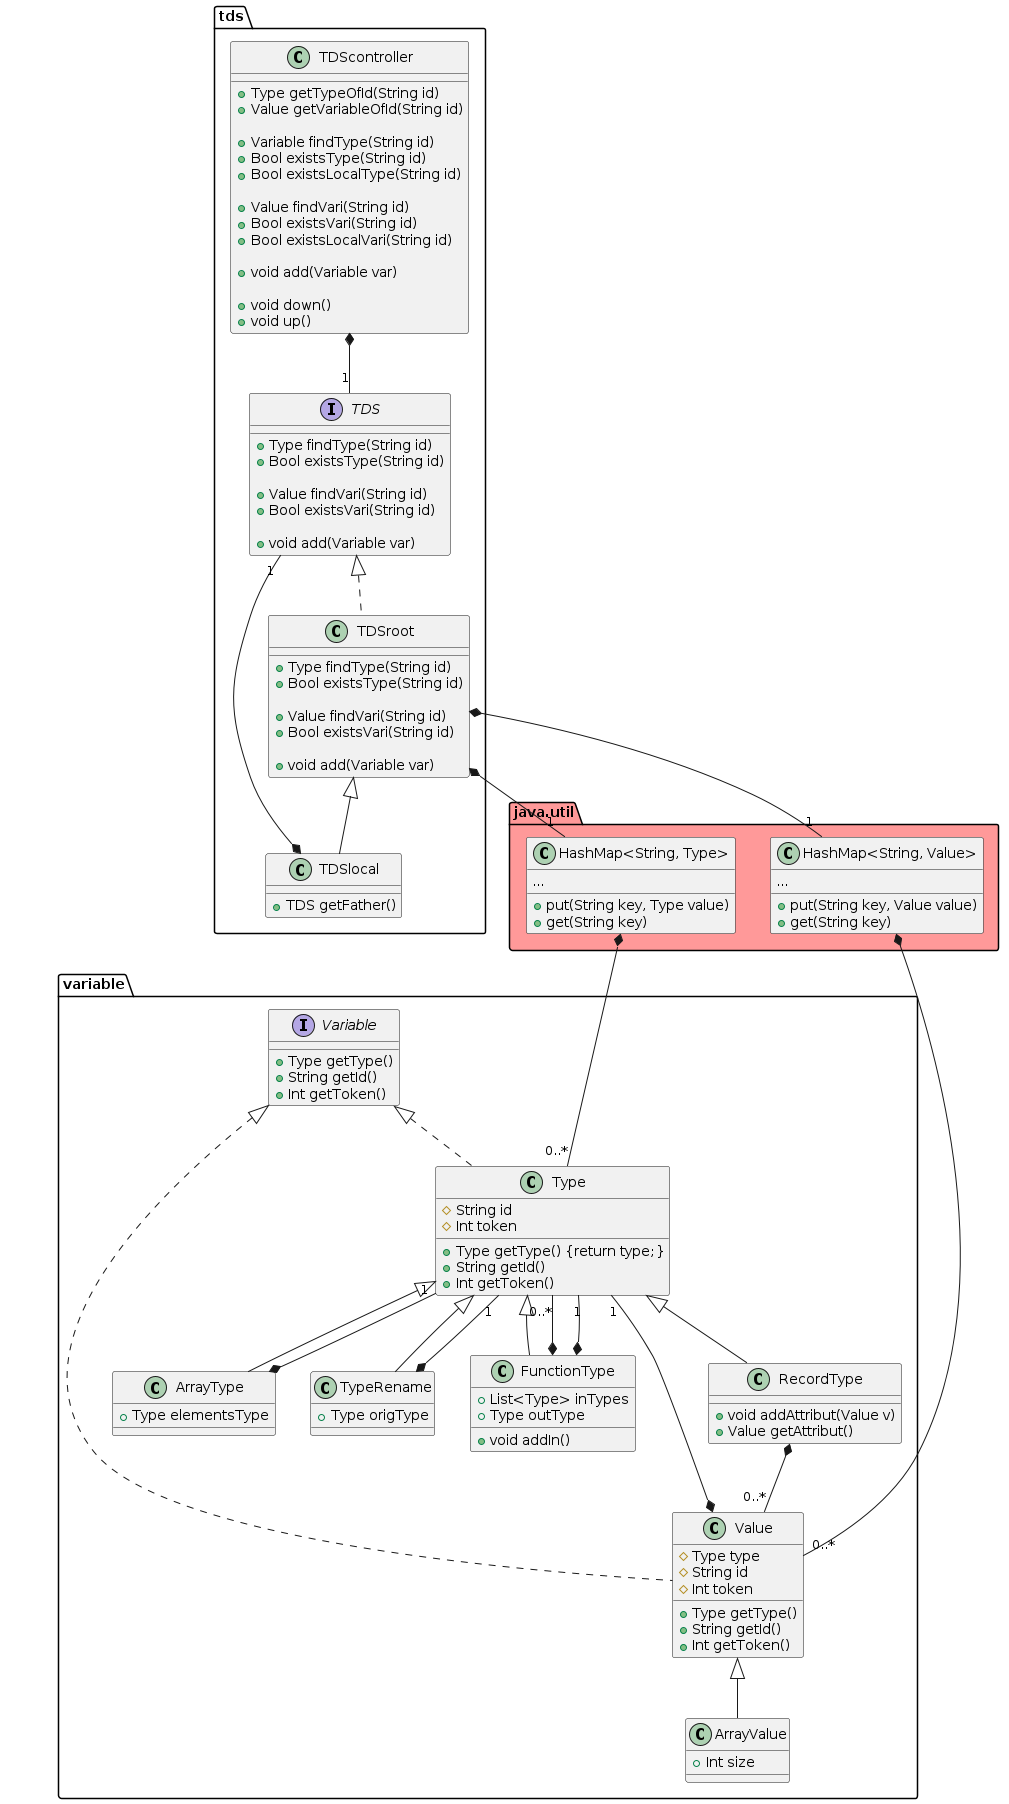 tds
C TDScontroller
Type getTypeOfId(String id)
Value getVariableOfId(String id)
Variable findType(String id)
Bool existsType(String id)
Bool existsLocalType(String id)
Value findVari(String id)
Bool existsVari(String id)
Bool existsLocalVari(String id)
void add(Variable var)
void down()
void up()
1
I TDS
Type findType(String id)
Bool existsType(String id)
Value findVari(String id)
Bool existsVari(String id)
void add(Variable var)
1
C TDSroot
Type findType(String id)
Bool existsType(String id)
Value findVari(String id)
Bool existsVari(String id)
void add(Variable var)
C TDSlocal
TDS getFather()
java.util
1
1
C HashMap<String, Type>
...
put(String key, Type value)
get(String key)
C HashMap<String, Value>
...
put(String key, Value value)
get(String key)
variable
I Variable
Type getType()
String getId()
Int getToken()
0..*
C Type
String id
Int token
Type getType() {return type; }
String getId()
Int getToken()
1
1
0..*
1
1
C ArrayType
Type elementsType
C TypeRename
Type origType
C FunctionType
List<Type> inTypes
Type outType
void addIn()
C RecordType
void addAttribut(Value v)
Value getAttribut()
0..*
0..*
C Value
Type type
String id
Int token
Type getType()
String getId()
Int getToken()
C ArrayValue
Int size